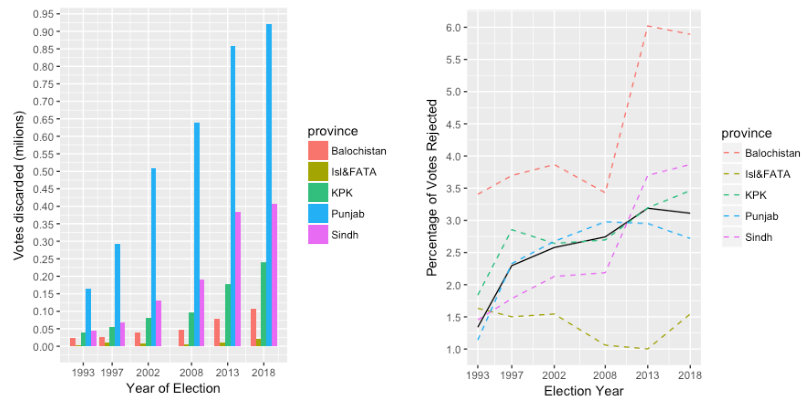 Votes discarded (milions)
0.95
0.90
0.85
0.80
0.75
0.70
0.65
0.60
0.55
0.50
0.45
0.40
0.35
0.30
0.25
0.20
0.15
0.10
0.05
0.00
1993 1997 2002 2008 2013 2018
Year of Election
province
Balochistan
Isl&FATA
KPK
Punjab
Sindh
Percentage of Votes Rejected
6.0
5.5
5.0
4.5
4.0
3.5
3.0
2.5
2.0
1.5
1.0
1993 1997 2002 2008 2013 2018
Election Year
province
Balochistan
Isl&FATA
KPK
Punjab
Sindh